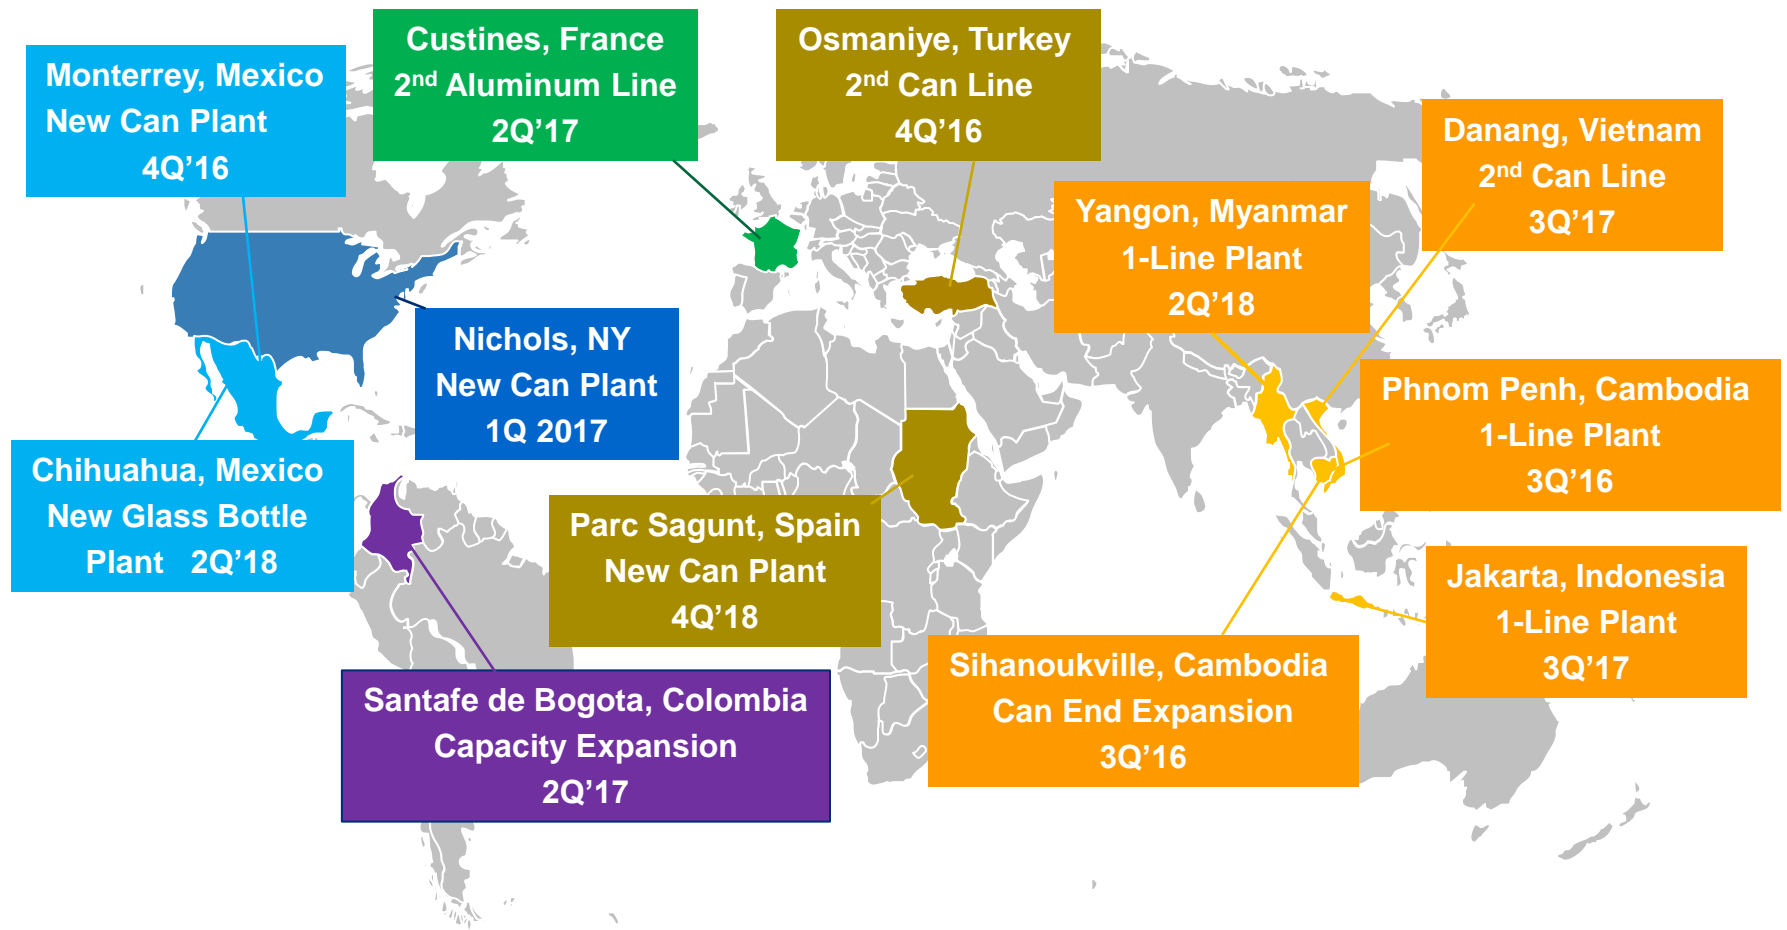 Monterrey, Mexico
New Can Plant
4Q’16
Custines, France
2nd Aluminum Line
2Q’17
Osmaniye, Turkey
2nd Can Line
4Q’16
Danang, Vietnam
2nd Can Line
3Q’17
Yangon, Myanmar
1-Line Plant
2Q’18
Nichols, NY
New Can Plant
1Q 2017
Phnom Penh, Cambodia
1-Line Plant
3Q’16
Chihuahua, Mexico
New Glass Bottle
Plant 2Q’18
Parc Sagunt, Spain
New Can Plant
4Q’18
Jakarta, Indonesia
1-Line Plant
3Q’17
Sihanoukville, Cambodia
Can End Expansion
3Q’16
Santafe de Bogota, Colombia
Capacity Expansion
2Q’17